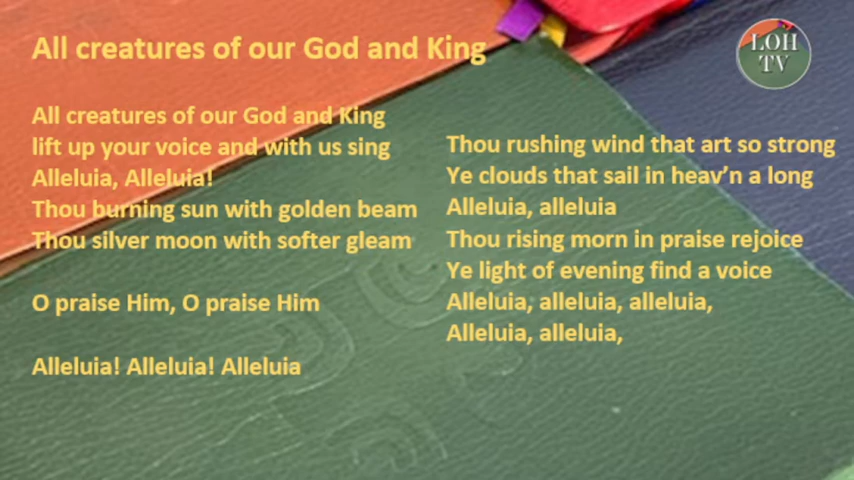 All creatures of our God and King
LOH
TV
All creatures of our God and King
lift up your voice and with us sing
Alleluia, Alleluia!
Thou burning sun with golden beam
Thou silver moon with softer gleam
O praise Him, O praise Him
Alleluia! Alleluia! Alleluia
Thou rushing wind that art so strong
Ye clouds that sail in heav’n a long
Alleluia, alleluia
Thou rising morn in praise rejoice
Ye light of evening find a voice
Alleluia, alleluia, alleluia,
Alleluia, alleluia,